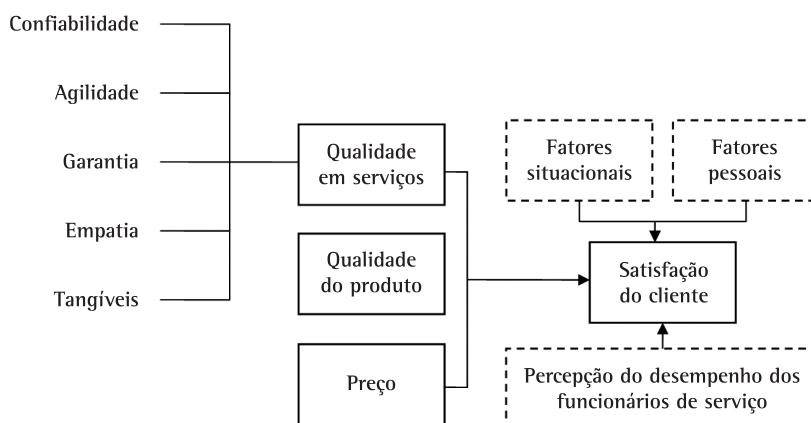 Confiabilidade
Agilidade
Garantia
Empatia
Tangíveis
Qualidade
em serviços
Qualidade
do produto
Preço
Fatores
situacionais
Fatores
pessoais
Satisfação
do cliente
Percepção do desempenho dos
funcionários de serviço